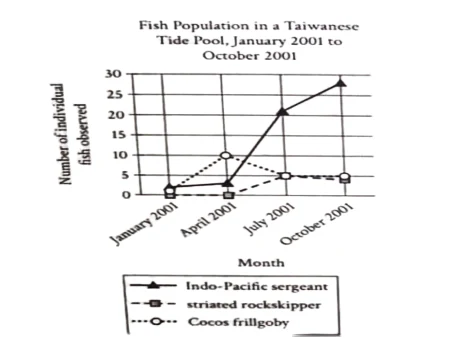 Fish Population in a Taiwanese
Tide Pool, January 2001 to
October 2001
Number of individual
fish observed
30
25
20
15
10
5
0
January 2001
April 2001
July 2001
October 2001
Month
Indo-Pacific sergeant
striated rockskipper
Cocos frillgoby